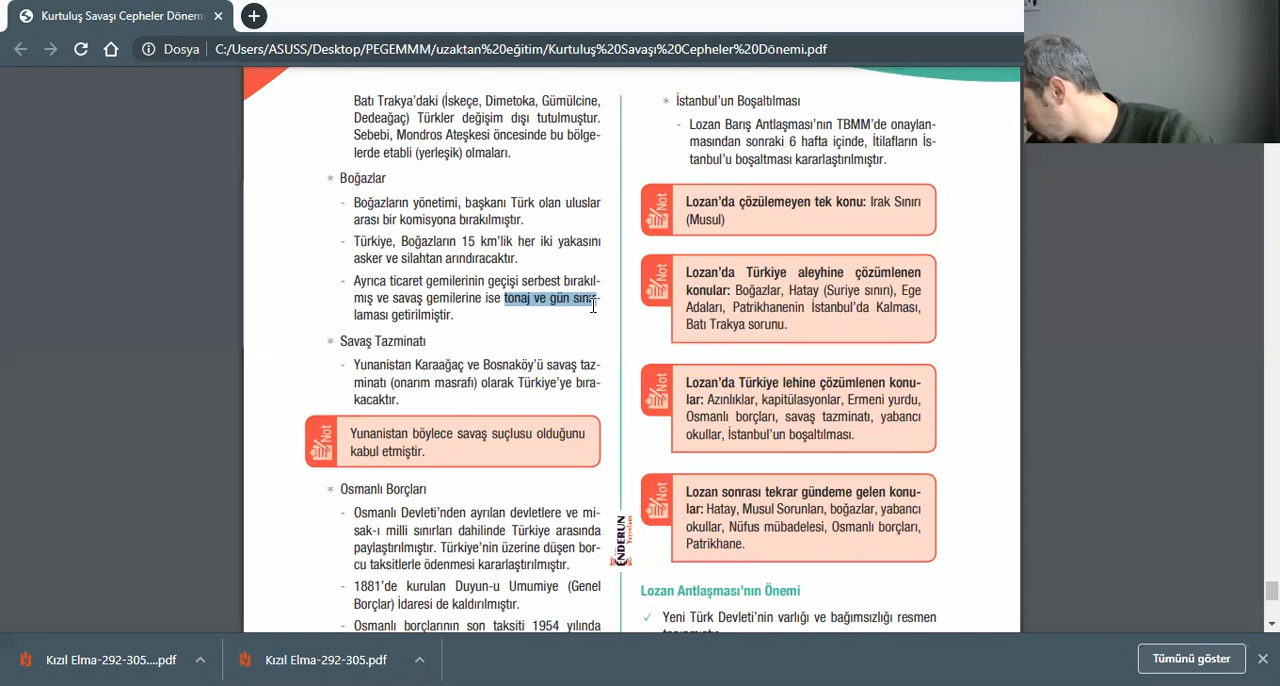 Kurtuluş Savaşı Cepheler Dönem
Dosya
C:/Users/ASUSS/Desktop/PEGEMMM/uzaktan%20eğitim/Kurtuluş%20Savaşı%20Cepheler%20Dönemi.pdf
Batı Trakya’daki (İskeçe, Dimetoka, Gümülcine,
Dedeağaç) Türkler değişim dışı tutulmuştur.
Sebebi, Mondros Ateşkesi öncesinde bu bölge-
lerde etabli (yerleşik) olmaları.
* Boğazlar
- Boğazların yönetimi, başkanı Türk olan uluslar
arası bir komisyona bırakılmıştır.
- Türkiye, Boğazların 15 km’lik her iki yakasını
asker ve silahtan arındıracaktır.
- Ayrıca ticaret gemilerinin geçişi serbest bırakıl-
mış ve savaş gemilerine ise tonaj ve gün sınır-
laması getirilmiştir.
* Savaş Tazminatı
- Yunanistan Karaağaç ve Bosnaköy’ü savaş taz-
minatı (onarım masrafı) olarak Türkiye’ye bıra-
kacaktır.
Not
Yunanistan böylece savaş suçlusu olduğunu
kabul etmiştir.
* Osmanlı Borçları
- Osmanlı Devleti’nden ayrılan devletlere ve mi-
sak-ı milli sınırları dahilinde Türkiye arasında
paylaştırılmıştır. Türkiye’nin üzerine düşen bor-
cu taksitlerle ödenmesi kararlaştırılmıştır.
- 1881’de kurulan Duyun-u Umumiye (Genel
Borçlar) İdaresi de kaldırılmıştır.
- Osmanlı borçlarının son taksiti 1954 yılında
ENDERUN
Yayınları
* İstanbul’un Boşaltılması
- Lozan Barış Antlaşması’nın TBMM’de onaylan-
masından sonraki 6 hafta içinde, İtilafların İs-
tanbul’u boşaltması kararlaştırılmıştır.
Not
Lozan’da çözülemeyen tek konu: Irak Sınırı
(Musul)
Not
Lozan’da Türkiye aleyhine çözümlenen
konular: Boğazlar, Hatay (Suriye sınırı), Ege
Adaları, Patrikhanenin İstanbul’da Kalması,
Batı Trakya sorunu.
Not
Lozan’da Türkiye lehine çözümlenen konu-
lar: Azınlıklar, kapitülasyonlar, Ermeni yurdu,
Osmanlı borçları, savaş tazminatı, yabancı
okullar, İstanbul’un boşaltılması.
Not
Lozan sonrası tekrar gündeme gelen konu-
lar: Hatay, Musul Sorunları, boğazlar, yabancı
okullar, Nüfus mübadelesi, Osmanlı borçları,
Patrikhane.
Lozan Antlaşması’nın Önemi
✓ Yeni Türk Devleti’nin varlığı ve bağımsızlığı resmen
Kızıl Elma-292-305....pdf
Kızıl Elma-292-305.pdf
Tümünü göster